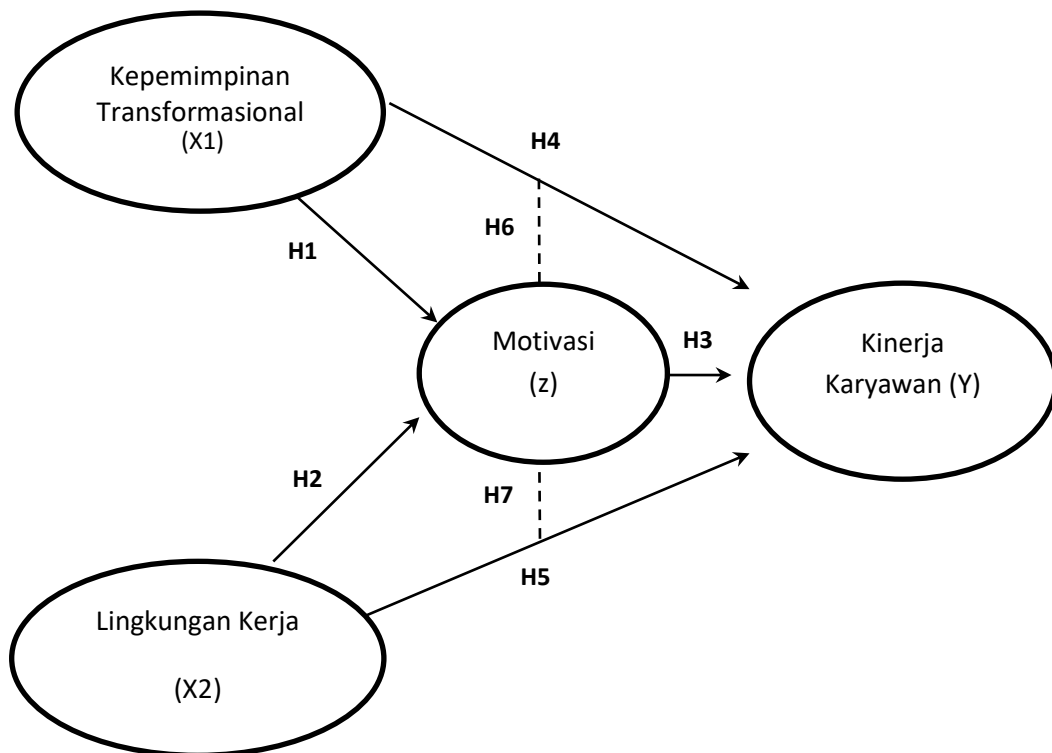 Kepemimpinan
Transformasional
(X1)
H4
H6
H1
Motivasi
(z)
H3
Kinerja
Karyawan (Y)
H2
H7
H5
Lingkungan Kerja
(X2)